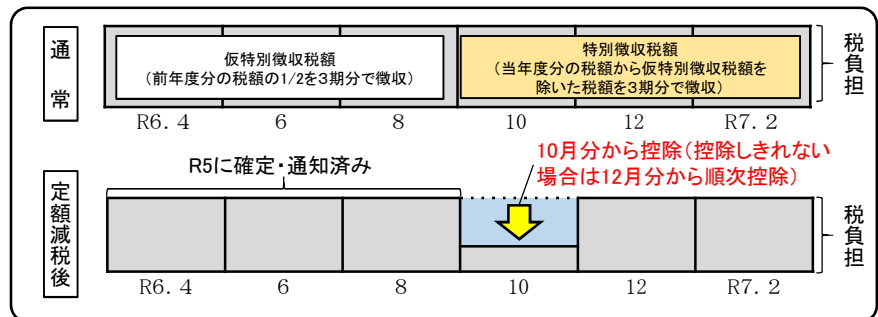 通常
仮特別徴収税額
(前年度分の税額の1/2を3期分で徴収)
特別徴収税額
(当年度分の税額から仮特別徴収税額を
除いた税額を3期分で徴収)
税負担
R6.4 6 8 10 12 R7.2
R5に確定・通知済み
10月分から控除(控除しきれない
場合は12月分から順次控除)
定額減税後
税負担
R6.4 6 8 10 12 R7.2